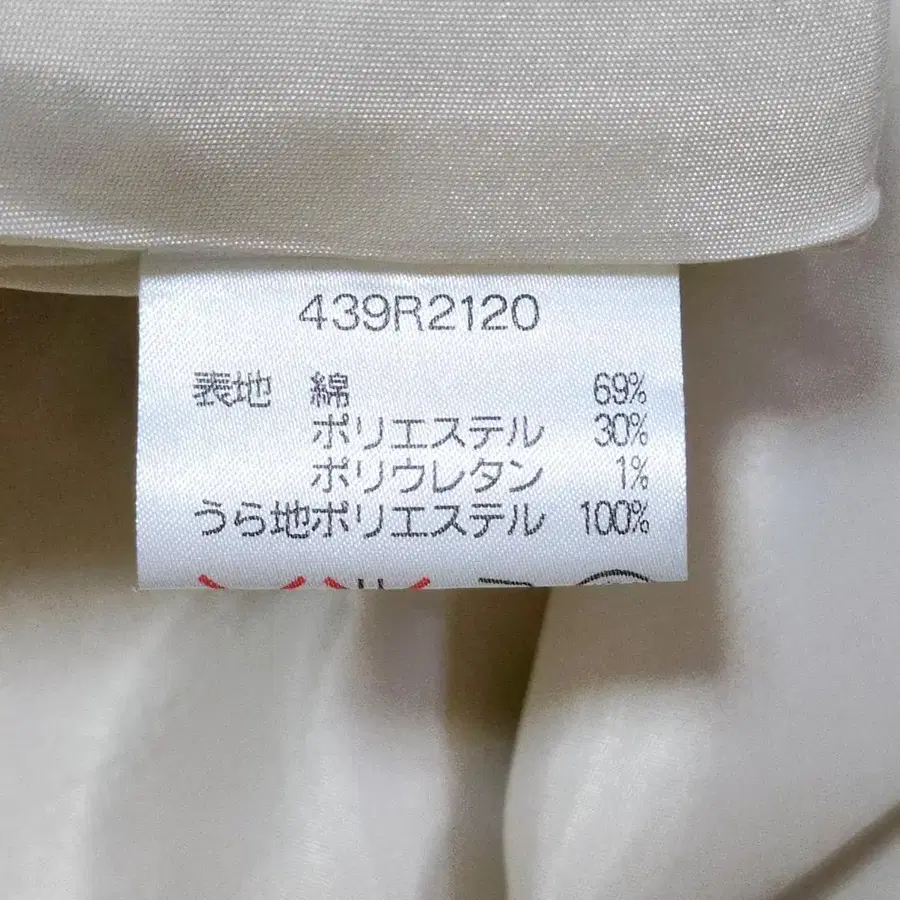 439R2120
表地 綿 69%
ポリエステル 30%
ポリウレタン 1%
うら地ポリエステル 100%